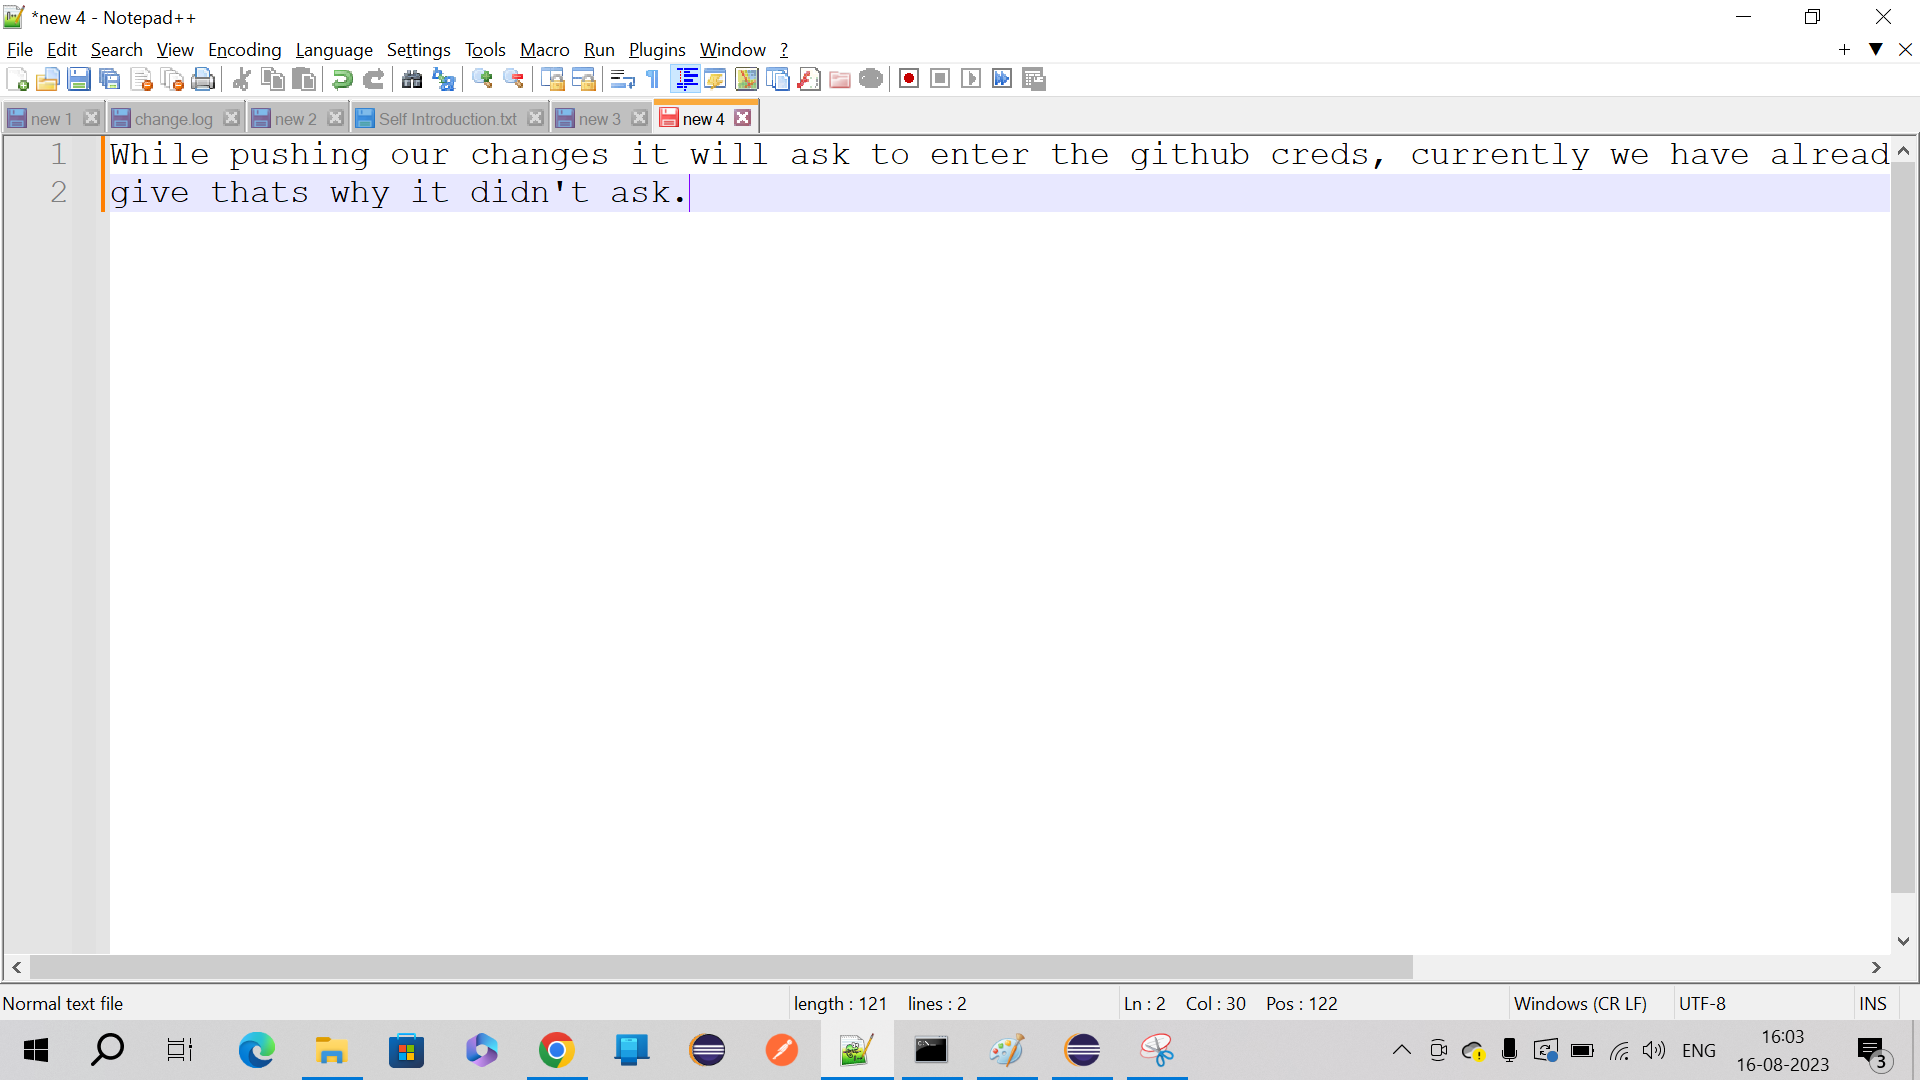 *new 4 - Notepad++
File Edit Search View Encoding Language Settings Tools Macro Run Plugins Window ?
new 1 change.log new 2 Self Introduction.txt new 3 new 4
1 While pushing our changes it will ask to enter the github creds, currently we have alread
2 give thats why it didn't ask.
Normal text file length : 121 lines : 2 Ln : 2 Col : 30 Pos : 122 Windows (CR LF) UTF-8 INS
ENG
16:03
16-08-2023
3